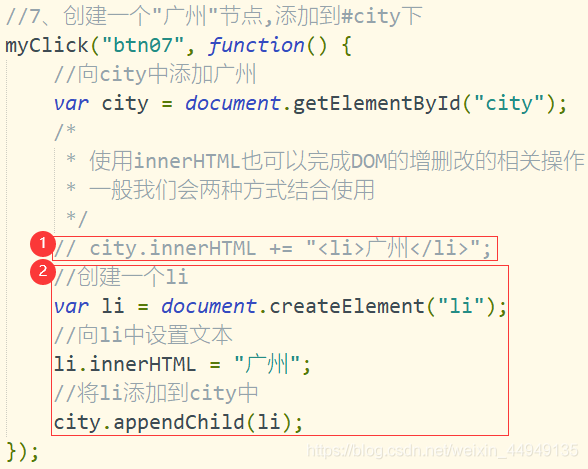 //7、创建一个"广州"节点,添加到#city下
myClick("btn07", function() {
//向city中添加广州
var city = document.getElementById("city");
/*
* 使用innerHTML也可以完成DOM的增删改的相关操作
* 一般我们会两种方式结合使用
*/
1 // city.innerHTML += "<li>广州</li>";
2 //创建一个li
var li = document.createElement("li");
//向li中设置文本
li.innerHTML = "广州";
//将li添加到city中
city.appendChild(li);
});
https://blog.csdn.net/weixin_44949135